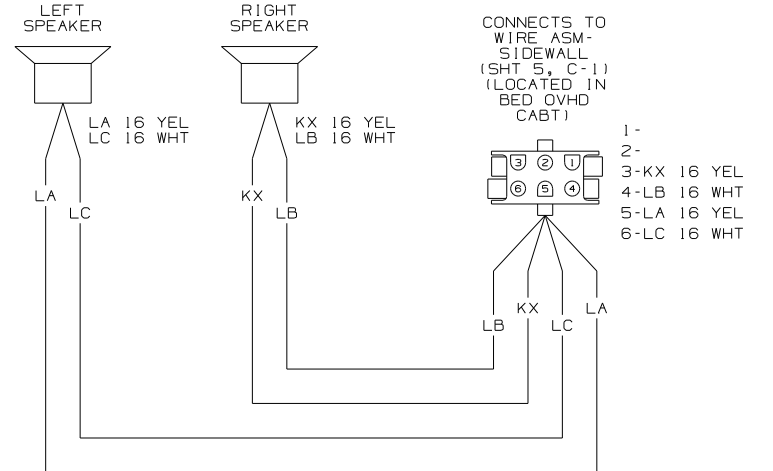 LEFT
SPEAKER
RIGHT
SPEAKER
CONNECTS TO
WIRE ASM-
SIDEWALL
(SHT 5, C-1)
(LOCATED IN
BED OVHD
CABT)
LA 16 YEL
LC 16 WHT
KX 16 YEL
LB 16 WHT
1-
2-
3-KX 16 YEL
4-LB 16 WHT
5-LA 16 YEL
6-LC 16 WHT
3 2 1
6 5 4
LA
LC
KX
LB
LB
KX
LC
LA